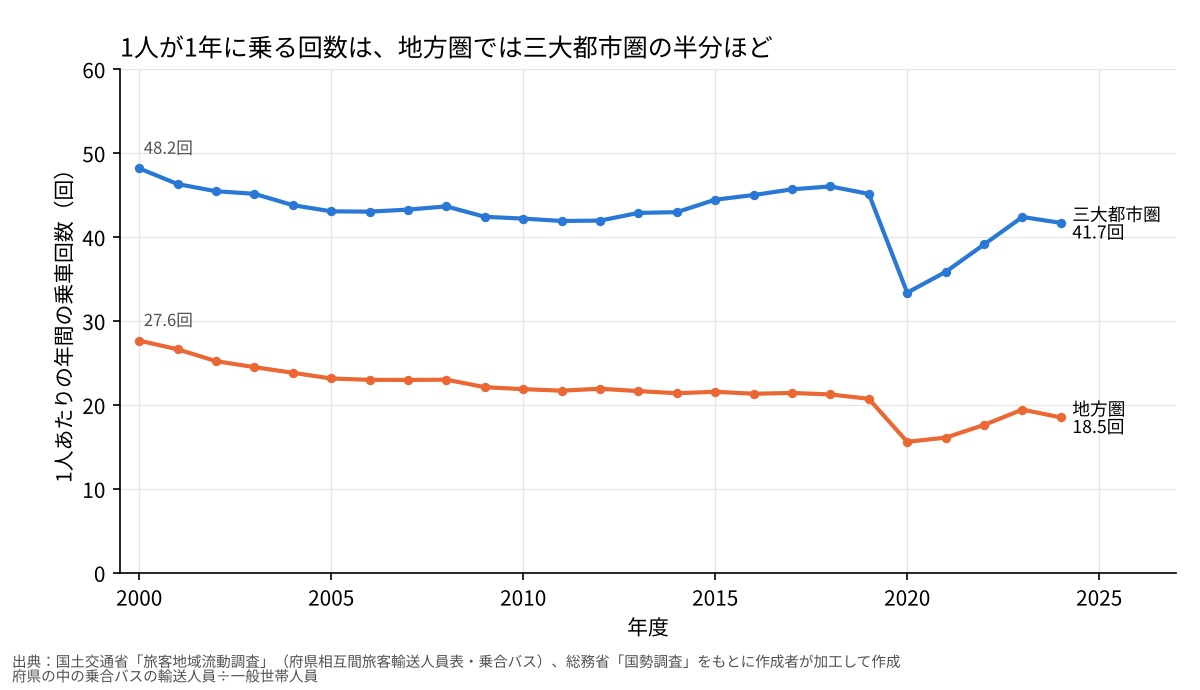 1人が1年に乗る回数は、地方圏では三大都市圏の半分ほど
1人あたりの年間の乗車回数（回）
60
50
40
30
20
10
0
48.2回
27.6回
三大都市圏
41.7回
地方圏
18.5回
2000
2005
2010
2015
2020
2025
年度
出典：国土交通省「旅客地域流動調査」（府県相互間旅客輸送人員表・乗合バス）、総務省「国勢調査」をもとに作成者が加工して作成
府県の中の乗合バスの輸送人員÷一般世帯人員